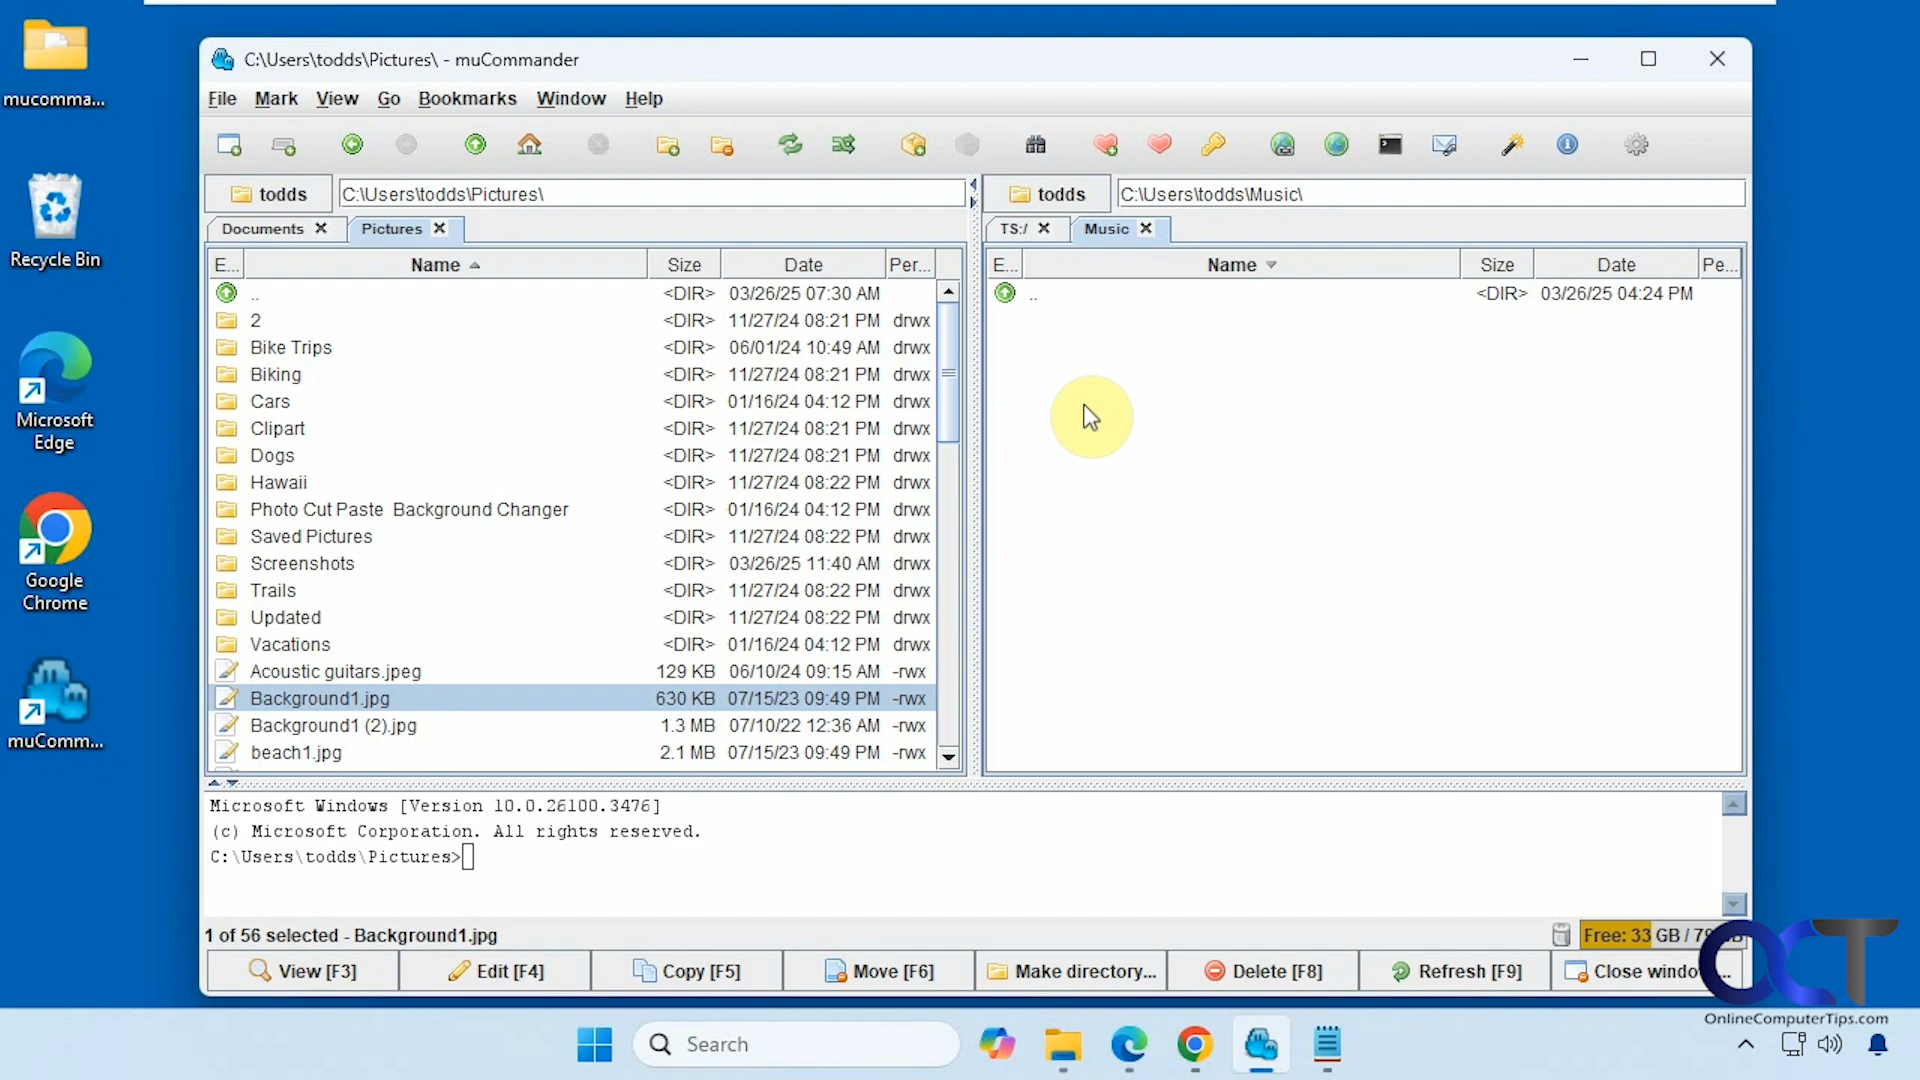 mucomma...
Recycle Bin
Microsoft
Edge
Google
Chrome
muComm...
C:\Users\todds\Pictures\ - muCommander
File Mark View Go Bookmarks Window Help
todds C:\Users\todds\Pictures\
Documents Pictures
E... Name Size Date Per...
.. <DIR> 03/26/25 07:30 AM
2 <DIR> 11/27/24 08:21 PM drwx
Bike Trips <DIR> 06/01/24 10:49 AM drwx
Biking <DIR> 11/27/24 08:21 PM drwx
Cars <DIR> 01/16/24 04:12 PM drwx
Clipart <DIR> 11/27/24 08:21 PM drwx
Dogs <DIR> 11/27/24 08:21 PM drwx
Hawaii <DIR> 11/27/24 08:22 PM drwx
Photo Cut Paste  Background Changer <DIR> 01/16/24 04:12 PM drwx
Saved Pictures <DIR> 11/27/24 08:22 PM drwx
Screenshots <DIR> 03/26/25 11:40 AM drwx
Trails <DIR> 11/27/24 08:22 PM drwx
Updated <DIR> 11/27/24 08:22 PM drwx
Vacations <DIR> 01/16/24 04:12 PM drwx
Acoustic guitars.jpeg 129 KB 06/10/24 09:15 AM -rwx
Background1.jpg 630 KB 07/15/23 09:49 PM -rwx
Background1 (2).jpg 1.3 MB 07/10/22 12:36 AM -rwx
beach1.jpg 2.1 MB 07/15/23 09:49 PM -rwx
todds C:\Users\todds\Music\
TS:/ Music
E... Name Size Date Pe...
.. <DIR> 03/26/25 04:24 PM
Microsoft Windows [Version 10.0.26100.3476]
(c) Microsoft Corporation. All rights reserved.
C:\Users\todds\Pictures>
1 of 56 selected - Background1.jpg
Free: 33 GB /
View [F3] Edit [F4] Copy [F5] Move [F6] Make directory... Delete [F8] Refresh [F9] Close
OCT
OnlineComputerTips.com
Search